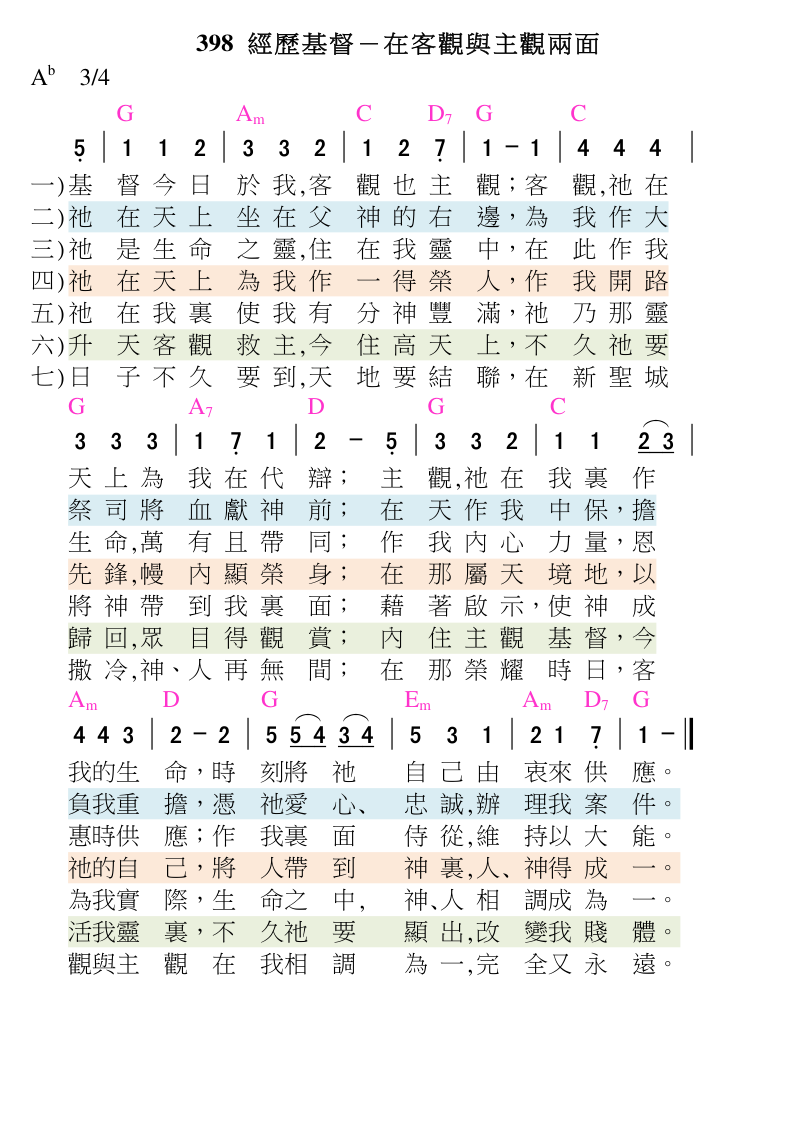 398 經歷基督－在客觀與主觀兩面
A♭ 3/4
G Am C D7 G C
5̣ | 1 1 2 | 3 3 2 | 1 2 7̣ | 1 － 1 | 4 4 4 |
一)基 督今日 於我,客 觀也主 觀；客 觀,祂在
二)祂 在天上 坐在父 神的右 邊，為 我作大
三)祂 是生命 之靈,住 在我靈 中，在 此作我
四)祂 在天上 為我作 一得榮 人，作 我開路
五)祂 在我裏 使我有 分神豐 滿，祂 乃那靈
六)升 天客觀 救主,今 住高天 上，不 久祂要
七)日 子不久 要到,天 地要結 聯，在 新聖城
G A7 D G C
3 3 3 | 1 7̣ 1 | 2 － 5̣ | 3 3 2 | 1 1 2 3 |
天上為 我在代 辯； 主 觀,祂在 我裏 作
祭司將 血獻神 前； 在 天作我 中保，擔
生命,萬 有且帶 同； 作 我內心 力量，恩
先鋒,幔 內顯榮 身； 在 那屬天 境地，以
將神帶 到我裏 面； 藉 著啟示，使神 成
歸回,眾 目得觀 賞； 內 住主觀 基督，今
撒冷,神、人再無 間； 在 那榮耀 時日，客
Am D G Em Am D7 G
4 4 3 | 2 － 2 | 5 5 4 3 4 | 5 3 1 | 2 1 7̣ | 1 － ‖
我的生 命，時 刻將 祂 自己由 衷來供 應。
負我重 擔，憑 祂愛 心、 忠誠,辦 理我案 件。
惠時供 應；作 我裏 面 侍從,維 持以大 能。
祂的自 己，將 人帶 到 神裏,人、神得成 一。
為我實 際，生 命之 中, 神、人相 調成為 一。
活我靈 裏，不 久祂 要 顯出,改 變我賤 體。
觀與主 觀 在 我相 調 為一,完 全又永 遠。